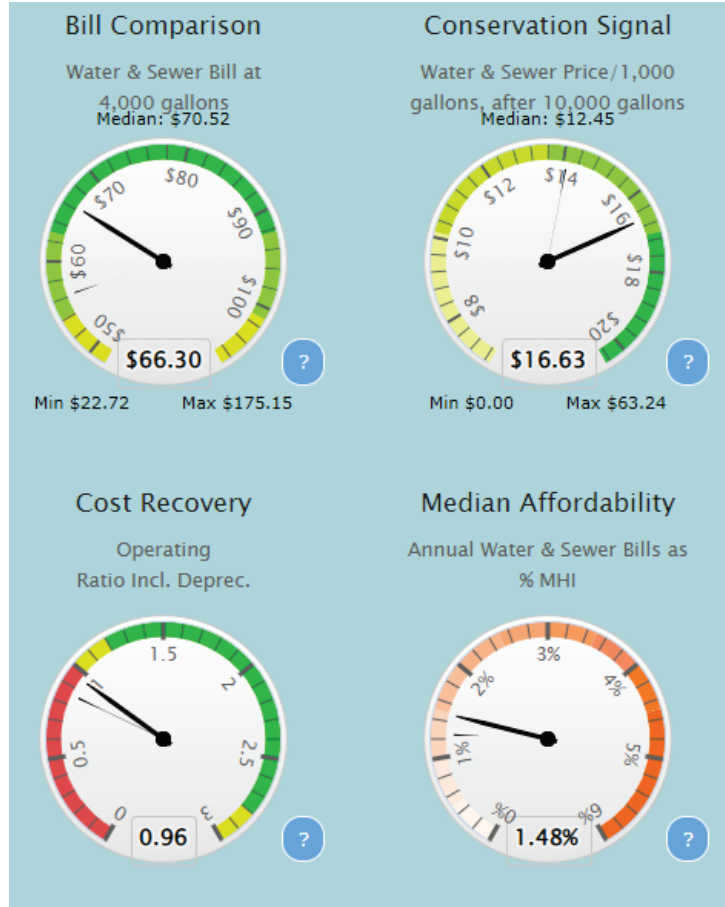 Bill Comparison
Water & Sewer Bill at
4,000 gallons
Median: $70.52
$50
$60
$70
$80
$90
$100
$66.30
?
Min $22.72
Max $175.15
Conservation Signal
Water & Sewer Price/1,000
gallons, after 10,000 gallons
Median: $12.45
$8
$10
$12
$14
$16
$18
$20
$16.63
?
Min $0.00
Max $63.24
Cost Recovery
Operating
Ratio Incl. Deprec.
0
0.5
1
1.5
2
2.5
3
0.96
?
Median Affordability
Annual Water & Sewer Bills as
% MHI
0%
1%
2%
3%
4%
5%
6%
1.48%
?